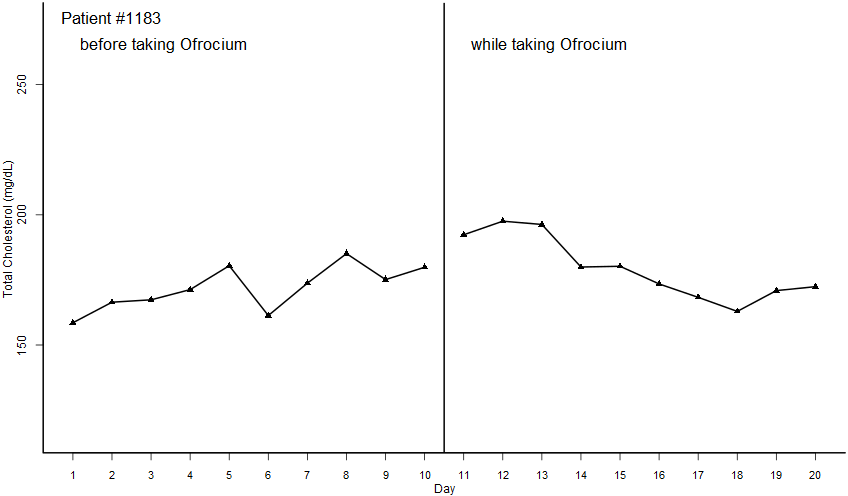 Patient #1183
before taking Ofrocium
while taking Ofrocium
Total Cholesterol (mg/dL)
250
200
150
1 2 3 4 5 6 7 8 9 10 11 12 13 14 15 16 17 18 19 20
Day